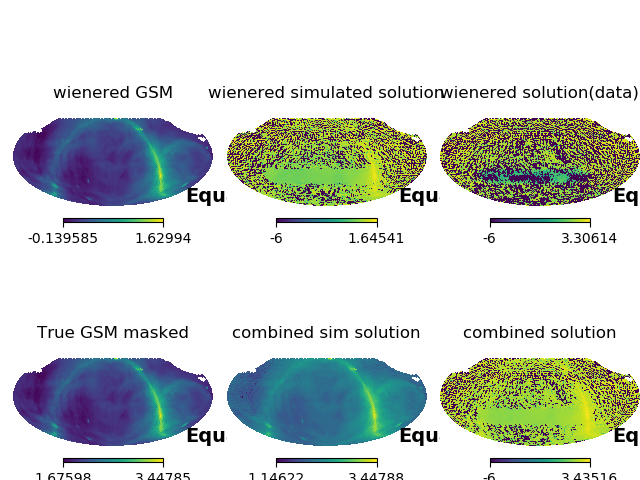 wienered GSM
wienered simulated solution
wienered solution(data)
Equ
Equ
Eq
-0.139585 1.62994
-6 1.64541
-6 3.30614
True GSM masked
combined sim solution
combined solution
Equ
Equ
Eq
1.67598 3.44785
1.14622 3.44788
-6 3.43516